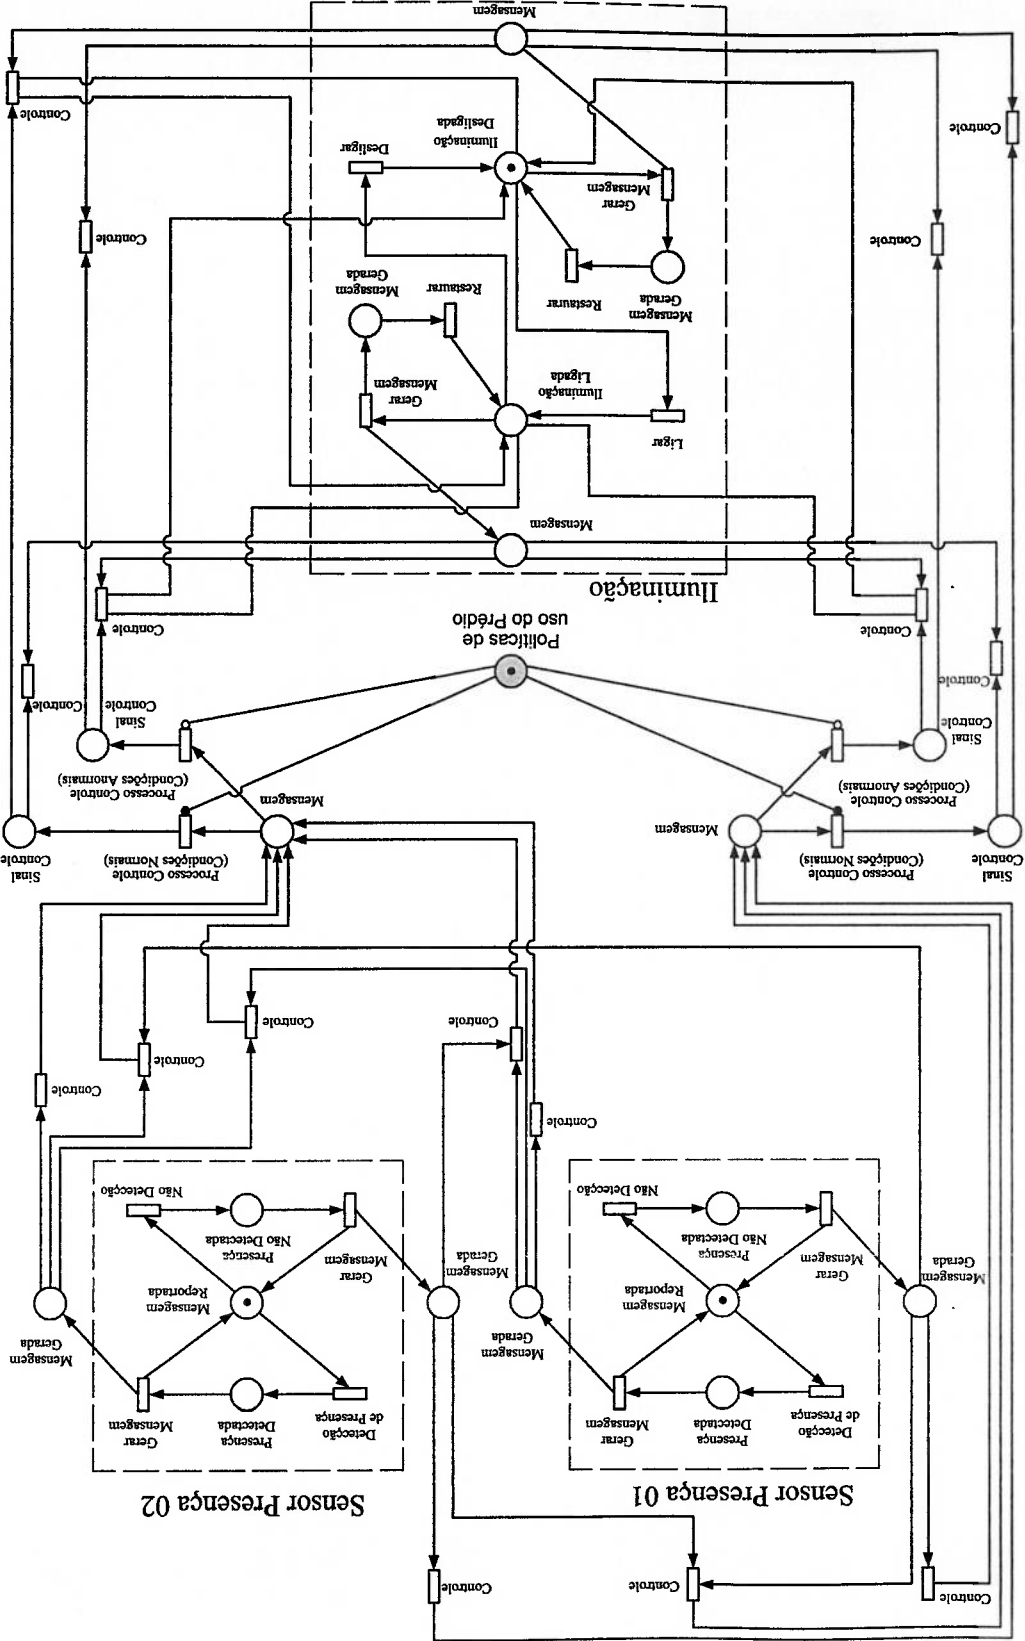 Controle
Controle
Controle
Sensor Presença 01
Sensor Presença 02
Detecção
de Presença
Presença
Detectada
Gerar
Mensagem
Detecção
de Presença
Presença
Detectada
Gerar
Mensagem
Mensagem
Gerada
Mensagem
Reportada
Mensagem
Gerada
Mensagem
Gerada
Mensagem
Reportada
Mensagem
Gerada
Gerar
Mensagem
Presença
Não Detectada
Não Detecção
Gerar
Mensagem
Presença
Não Detectada
Não Detecção
Controle
Controle
Controle
Controle
Controle
Sinal
Controle
Processo Controle
(Condições Normais)
Mensagem
Processo Controle
(Condições Normais)
Sinal
Controle
Mensagem
Processo Controle
(Condições Anormais)
Processo Controle
(Condições Anormais)
Sinal
Controle
Controle
Sinal
Controle
Controle
Políticas de
uso do Prédio
Controle
Controle
Iluminação
Mensagem
Ligar
Iluminação
Ligada
Gerar
Mensagem
Mensagem
Gerada
Restaurar
Restaurar
Mensagem
Gerada
Controle
Controle
Gerar
Mensagem
Iluminação
Desligada
Desligar
Controle
Controle
Mensagem